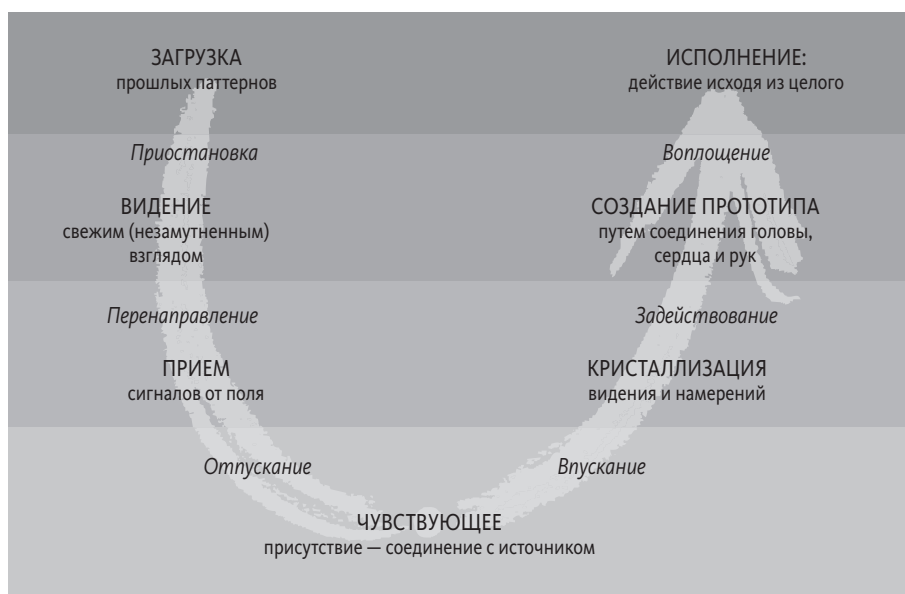 ЗАГРУЗКА
прошлых паттернов
Приостановка
ВИДЕНИЕ
свежим (незамутненным)
взглядом
Перенаправление
ПРИЕМ
сигналов от поля
Отпускание
ЧУВСТВУЮЩЕЕ
присутствие — соединение с источником
Впускание
КРИСТАЛЛИЗАЦИЯ
видения и намерений
Задействование
СОЗДАНИЕ ПРОТОТИПА
путем соединения головы,
сердца и рук
Воплощение
ИСПОЛНЕНИЕ:
действие исходя из целого